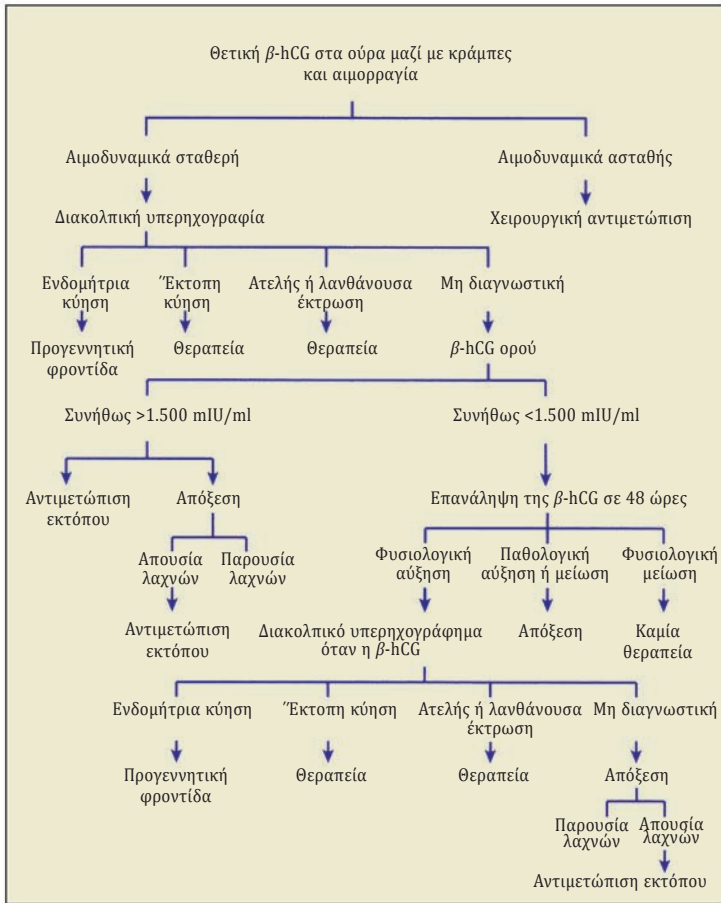 Θετική β-hCG στα ούρα μαζί με κράμπες
και αιμορραγία
Αιμοδυναμικά σταθερή
Αιμοδυναμικά ασταθής
Διακολπική υπερηχογραφία
Χειρουργική αντιμετώπιση
Ενδομήτρια
κύηση
Έκτοπη
κύηση
Ατελής ή λανθάνουσα
έκτρωση
Μη διαγνωστική
Προγεννητική
φροντίδα
Θεραπεία
Θεραπεία
β-hCG ορού
Συνήθως >1.500 mIU/ml
Συνήθως <1.500 mIU/ml
Αντιμετώπιση
εκτόπου
Απόξεση
Επανάληψη της β-hCG σε 48 ώρες
Απουσία
λαχνών
Παρουσία
λαχνών
Φυσιολογική
αύξηση
Παθολογική
αύξηση ή μείωση
Φυσιολογική
μείωση
Αντιμετώπιση
εκτόπου
Διακολπικό υπερηχογράφημα
όταν η β-hCG
Απόξεση
Καμία
θεραπεία
Ενδομήτρια κύηση
Έκτοπη κύηση
Ατελής ή λανθάνουσα
έκτρωση
Μη διαγνωστική
Προγεννητική
φροντίδα
Θεραπεία
Θεραπεία
Απόξεση
Παρουσία
λαχνών
Απουσία
λαχνών
Αντιμετώπιση εκτόπου